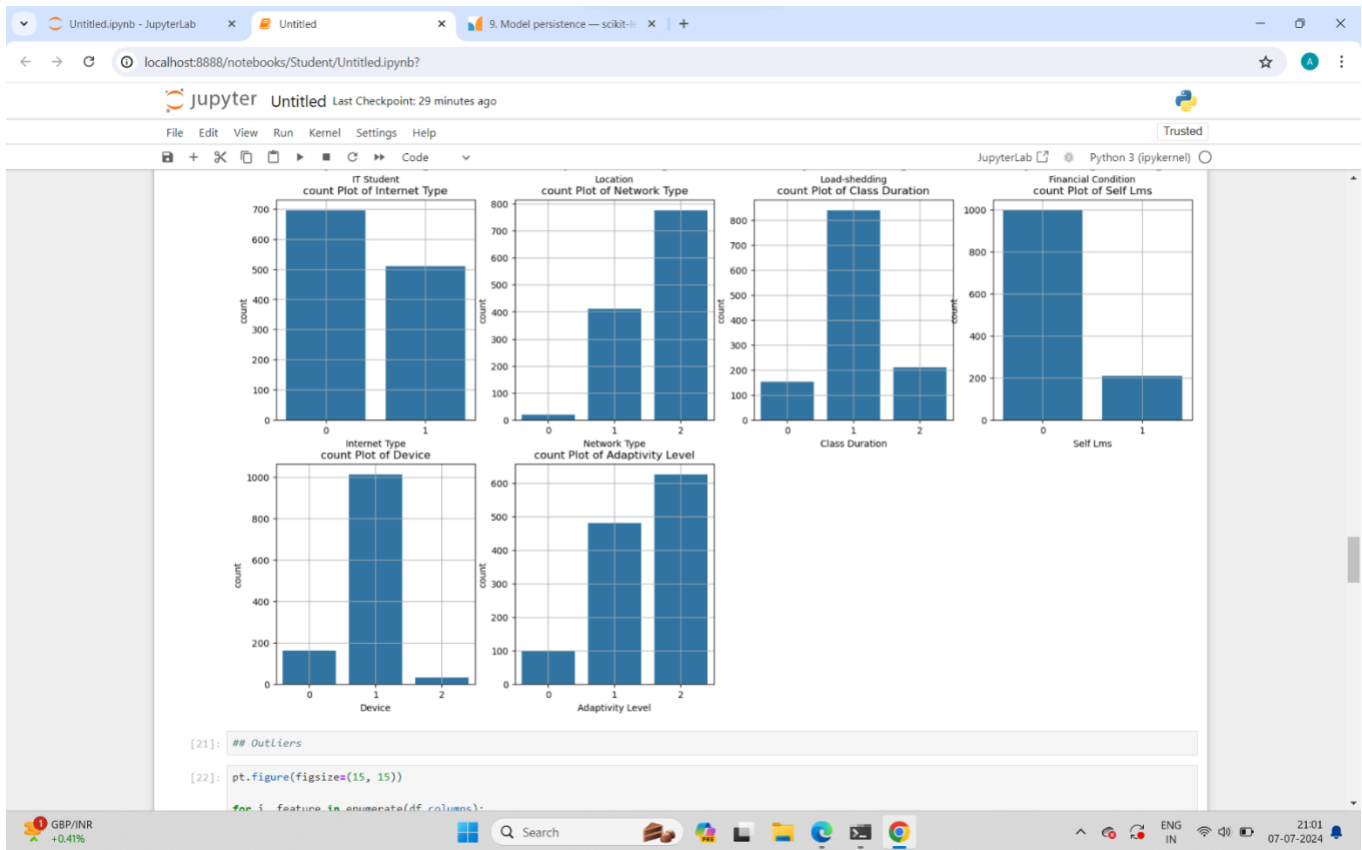 Untitled.ipynb - JupyterLab
Untitled
9. Model persistence — scikit-le
localhost:8888/notebooks/Student/Untitled.ipynb?
A
jupyter Untitled Last Checkpoint: 29 minutes ago
File Edit View Run Kernel Settings Help
Trusted
Code
JupyterLab
Python 3 (ipykernel)
IT Student
Location
Load-shedding
Financial Condition
count Plot of Internet Type
700
600
500
400
300
200
100
0
count
0 1
Internet Type
count Plot of Network Type
800
700
600
500
400
300
200
100
0
count
0 1 2
Network Type
count Plot of Class Duration
800
700
600
500
400
300
200
100
0
count
0 1 2
Class Duration
count Plot of Self Lms
1000
800
600
400
200
0
count
0 1
Self Lms
count Plot of Device
1000
800
600
400
200
0
count
0 1 2
Device
count Plot of Adaptivity Level
600
500
400
300
200
100
0
count
0 1 2
Adaptivity Level
[21]: ## Outliers
[22]: pt.figure(figsize=(15, 15))
for i, feature in enumerate(df.columns):
1
GBP/INR
+0.41%
Search
PRE
ENG
IN
21:01
07-07-2024